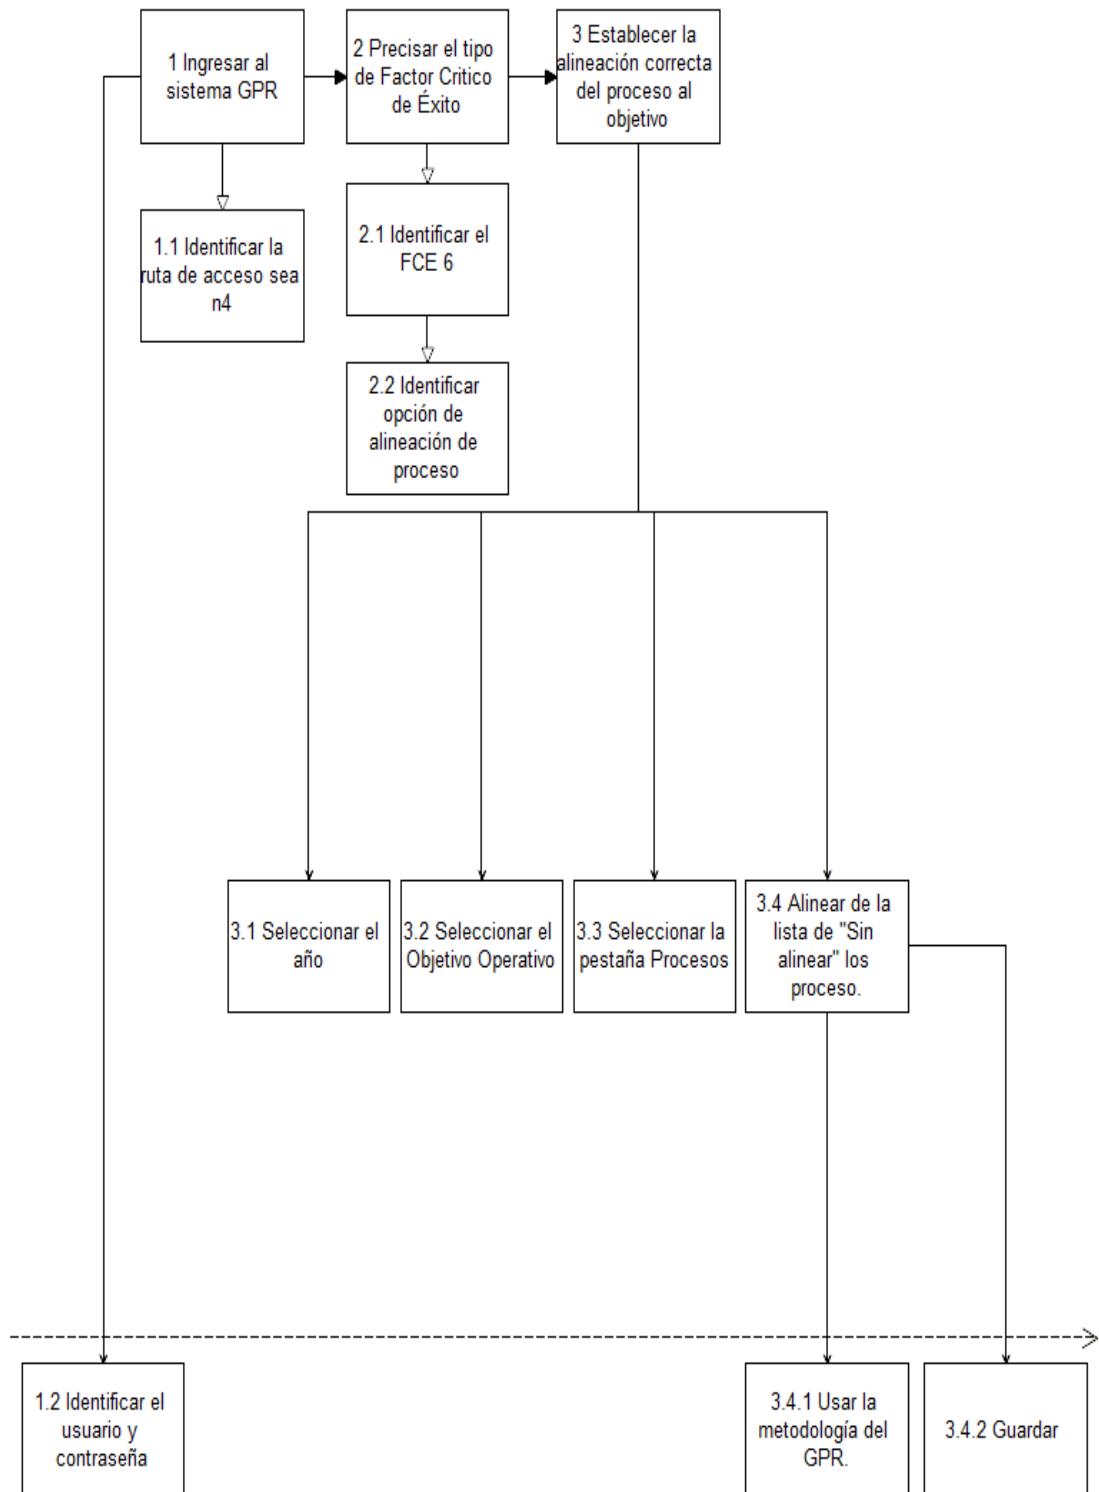 1 Ingresar al
sistema GPR
2 Precisar el tipo
de Factor Critico
de Éxito
3 Establecer la
alineación correcta
del proceso al
objetivo
1.1 Identificar la
ruta de acceso sea
n4
2.1 Identificar el
FCE 6
2.2 Identificar
opción de
alineación de
proceso
3.1 Seleccionar el
año
3.2 Seleccionar el
Objetivo Operativo
3.3 Seleccionar la
pestaña Procesos
3.4 Alinear de la
lista de "Sin
alinear" los
proceso.
1.2 Identificar el
usuario y
contraseña
3.4.1 Usar la
metodología del
GPR.
3.4.2 Guardar